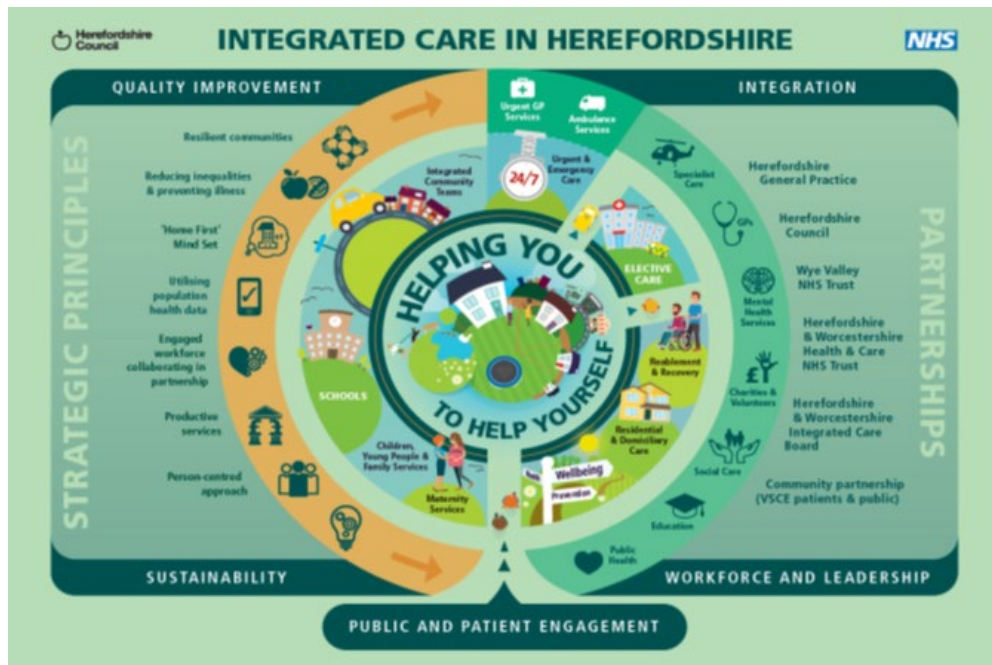 Herefordshire
Council
INTEGRATED CARE IN HEREFORDSHIRE
NHS
QUALITY IMPROVEMENT
INTEGRATION
STRATEGIC PRINCIPLES
Resilient communities
Reducing inequalities
& preventing illness
'Home First'
Mind Set
Utilising
population
health data
Engaged
workforce
collaborating in
partnership
Productive
services
Person-centred
approach
Urgent GP
Services
Ambulance
Services
Specialist
Care
GPs
Mental
Health
Services
£
Charities &
Volunteers
Social Care
Education
Public
Health
Integrated
Community
Teams
Urgent &
Emergency
Care
24/7
ELECTIVE
CARE
Reablement
& Recovery
Residential
& Domiciliary
Care
Wellbeing
Prevention
Maternity
Services
Children,
Young People &
Family Services
SCHOOLS
HELPING YOU
TO HELP YOURSELF
PARTNERSHIPS
Herefordshire
General Practice
Herefordshire
Council
Wye Valley
NHS Trust
Herefordshire
& Worcestershire
Health & Care
NHS Trust
Herefordshire
& Worcestershire
Integrated Care
Board
Community partnership
(VSCE patients & public)
SUSTAINABILITY
WORKFORCE AND LEADERSHIP
PUBLIC AND PATIENT ENGAGEMENT